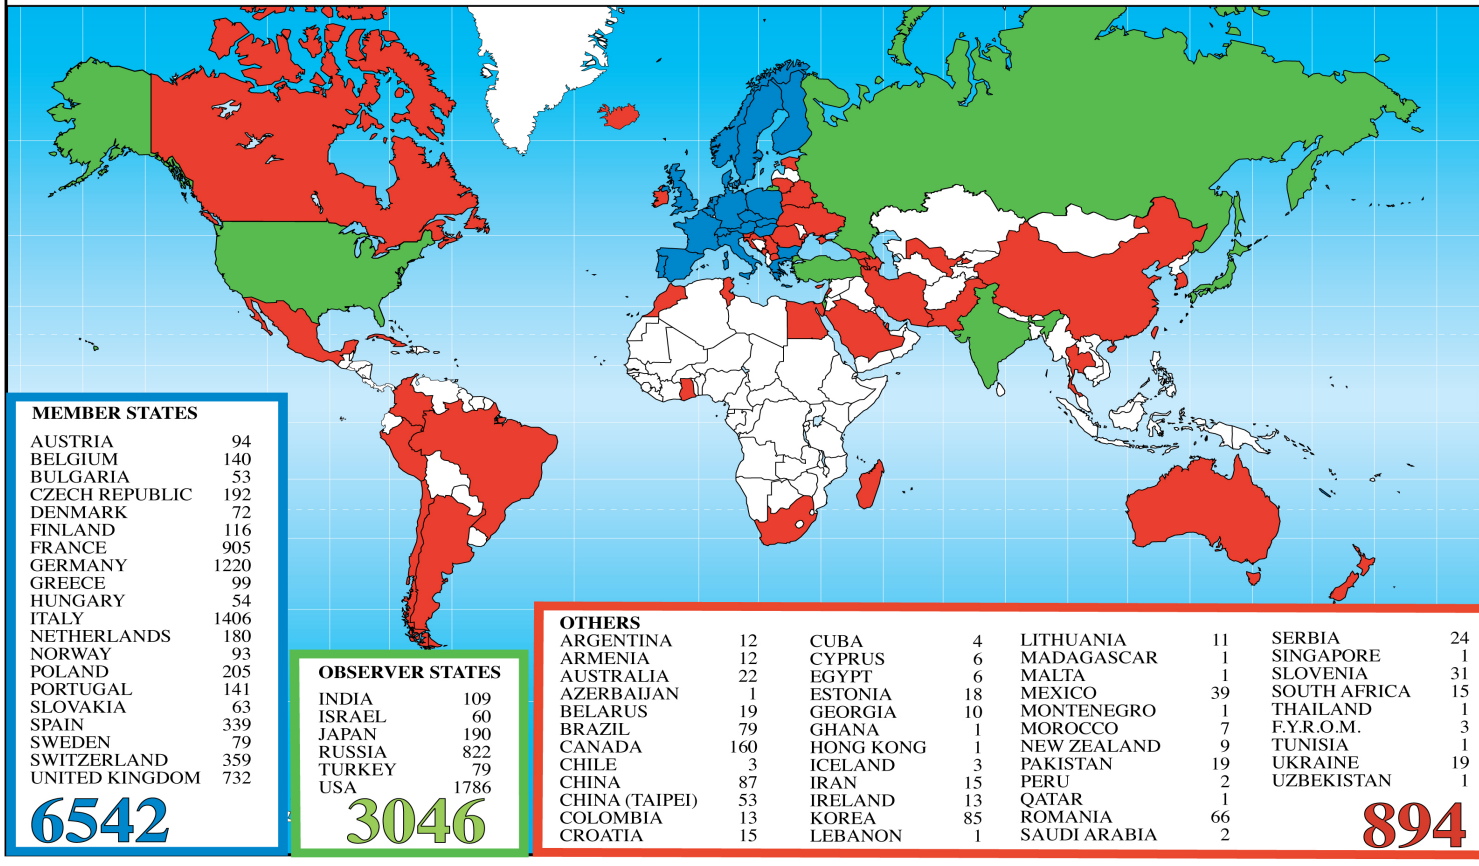 MEMBER STATES
AUSTRIA 94
BELGIUM 140
BULGARIA 53
CZECH REPUBLIC 192
DENMARK 72
FINLAND 116
FRANCE 905
GERMANY 1220
GREECE 99
HUNGARY 54
ITALY 1406
NETHERLANDS 180
NORWAY 93
POLAND 205
PORTUGAL 141
SLOVAKIA 63
SPAIN 339
SWEDEN 79
SWITZERLAND 359
UNITED KINGDOM 732
6542
OBSERVER STATES
INDIA 109
ISRAEL 60
JAPAN 190
RUSSIA 822
TURKEY 79
USA 1786
3046
OTHERS
ARGENTINA 12
ARMENIA 12
AUSTRALIA 22
AZERBAIJAN 1
BELARUS 19
BRAZIL 79
CANADA 160
CHILE 3
CHINA 87
CHINA (TAIPEI) 53
COLOMBIA 13
CROATIA 15
CUBA 4
CYPRUS 6
EGYPT 6
ESTONIA 18
GEORGIA 10
GHANA 1
HONG KONG 1
ICELAND 3
IRAN 15
IRELAND 13
KOREA 85
LEBANON 1
LITHUANIA 11
MADAGASCAR 1
MALTA 1
MEXICO 39
MONTENEGRO 1
MOROCCO 7
NEW ZEALAND 9
PAKISTAN 19
PERU 2
QATAR 1
ROMANIA 66
SAUDI ARABIA 2
SERBIA 24
SINGAPORE 1
SLOVENIA 31
SOUTH AFRICA 15
THAILAND 1
F.Y.R.O.M. 3
TUNISIA 1
UKRAINE 19
UZBEKISTAN 1
894